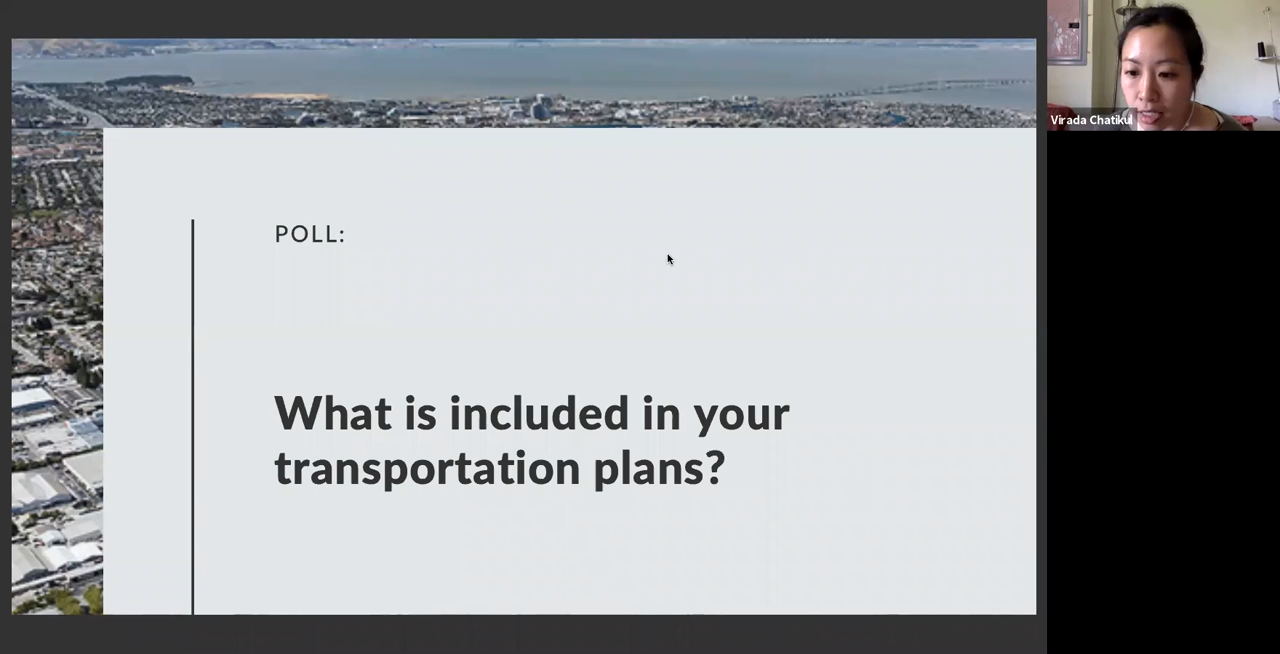 POLL:
What is included in your
transportation plans?
Virada Chatikul